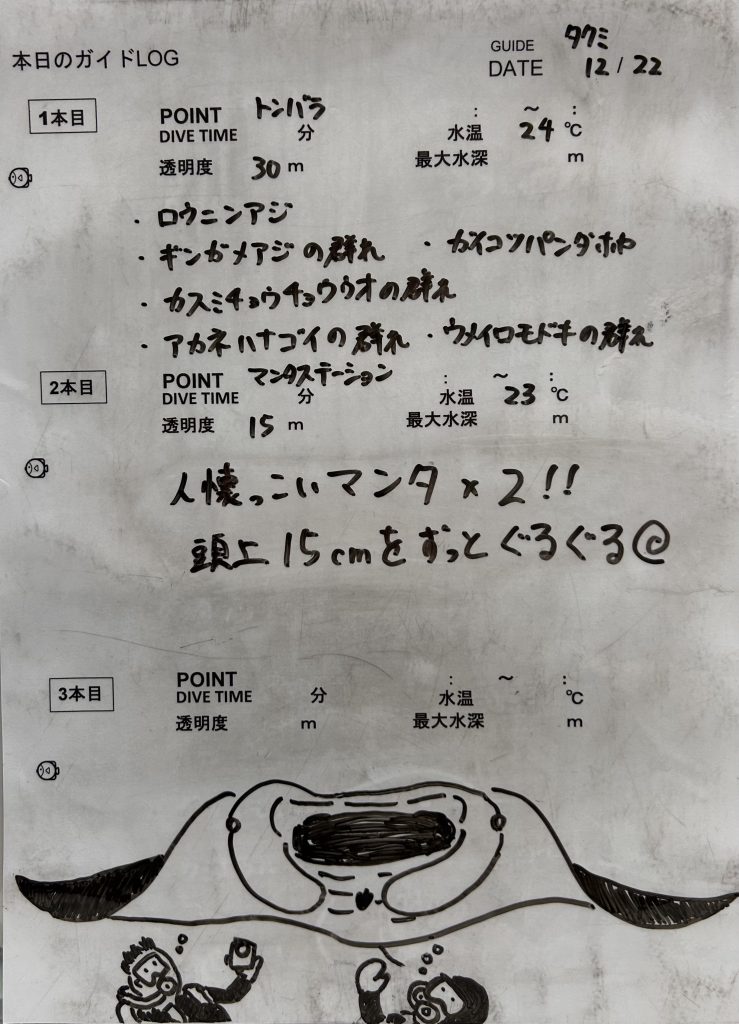 本日のガイドLOG
GUIDE タクミ
DATE 12/22
1本目
POINT トンバラ : ～ :
DIVE TIME 分 水温 24 ℃
透明度 30 m 最大水深 m
・ロウニンアジ
・ギンガメアジの群れ ・ガイコツパンダホヤ
・カスミチョウチョウウオの群れ
・アカネハナゴイの群れ ・ウメイロモドキの群れ
2本目
POINT マンタステーション : ～ :
DIVE TIME 分 水温 23 ℃
透明度 15 m 最大水深 m
人懐っこいマンタ×2!!
頭上15cmをずっとぐるぐる@
3本目
POINT : ～ :
DIVE TIME 分 水温 ℃
透明度 m 最大水深 m